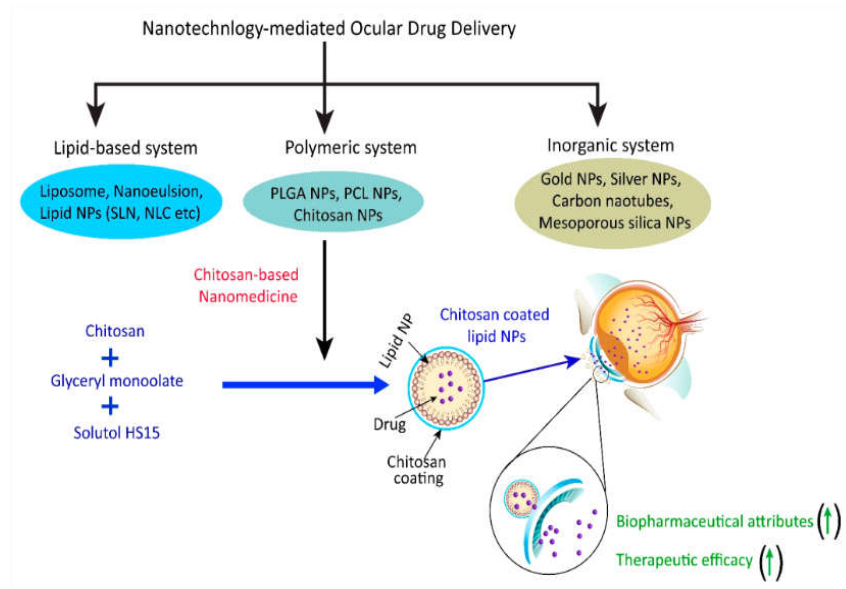 Nanotechnlogy-mediated Ocular Drug Delivery
Lipid-based system
Polymeric system
Inorganic system
Liposome, Nanoeulsion,
Lipid NPs (SLN, NLC etc)
PLGA NPs, PCL NPs,
Chitosan NPs
Gold NPs, Silver NPs,
Carbon naotubes,
Mesoporous silica NPs
Chitosan-based
Nanomedicine
Chitosan
+
Glyceryl monoolate
+
Solutol HS15
Lipid NP
Drug
Chitosan
coating
Chitosan coated
lipid NPs
Biopharmaceutical attributes (↑)
Therapeutic efficacy (↑)